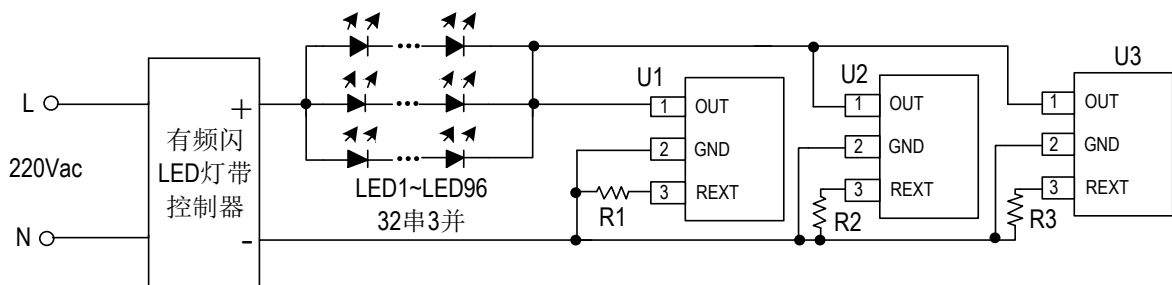 L
220Vac
N
+
有频闪
LED灯带
控制器
-
LED1~LED96
32串3并
U1
1 OUT
2 GND
3 REXT
R1
U2
1 OUT
2 GND
3 REXT
R2
U3
1 OUT
2 GND
3 REXT
R3